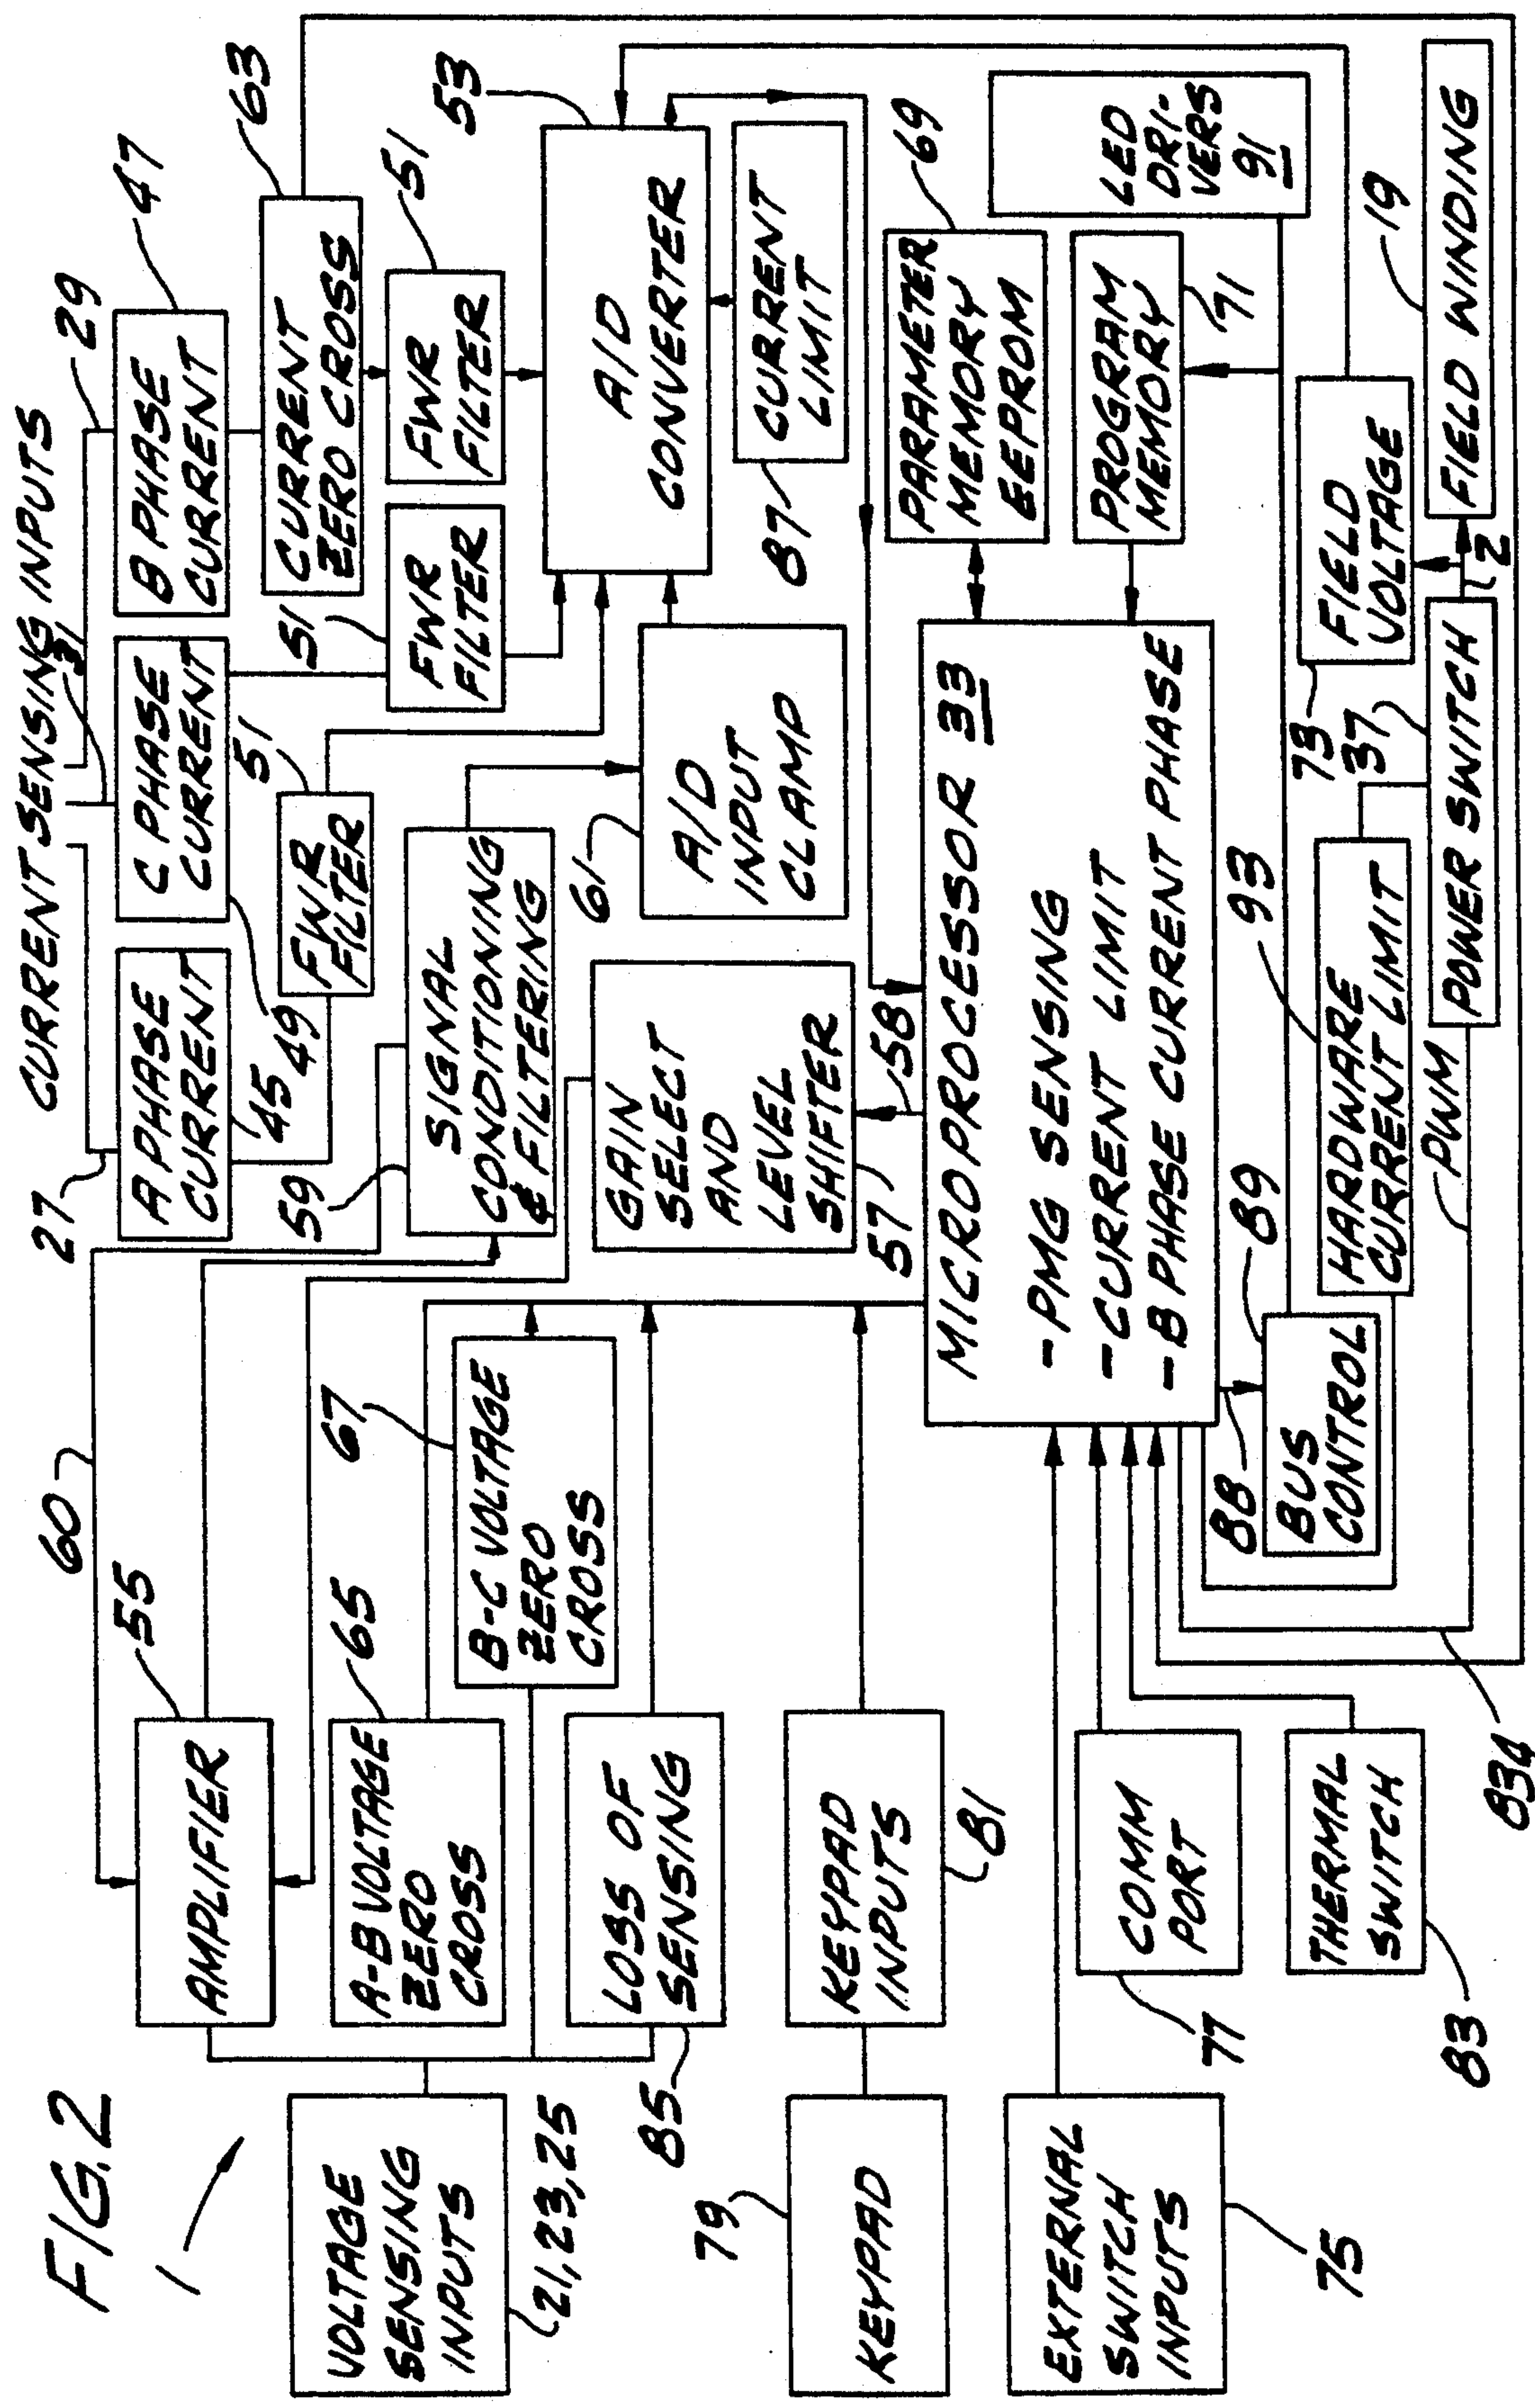 FIG.2
1
CURRENT SENSING INPUTS
27
31
29
A PHASE
CURRENT
45
C PHASE
CURRENT
49
B PHASE
CURRENT
47
CURRENT
ZERO CROSS
63
60
55
AMPLIFIER
59
SIGNAL
CONDITIONING
& FILTERING
FWR
FILTER
51
FWR
FILTER
51
FWR
FILTER
51
VOLTAGE
SENSING
INPUTS
21,23,25
A-B VOLTAGE
ZERO
CROSS
65
B-C VOLTAGE
ZERO
CROSS
67
LOSS OF
SENSING
85
GAIN
SELECT
AND
LEVEL
SHIFTER
57
58
A/D
INPUT
CLAMP
61
A/D
CONVERTER
53
CURRENT
LIMIT
87
KEYPAD
79
KEYPAD
INPUTS
81
MICROPROCESSOR 33
-PMG SENSING
-CURRENT LIMIT
-B PHASE CURRENT PHASE
PARAMETER
MEMORY
EEPROM
69
PROGRAM
MEMORY
71
LED
DRI-
VERS
91
EXTERNAL
SWITCH
INPUTS
75
COMM
PORT
77
THERMAL
SWITCH
83
834
88
BUS
CONTROL
89
HARDWARE
CURRENT LIMIT
93
PWM
POWER SWITCH
37
2
FIELD
VOLTAGE
73
FIELD WINDING
19